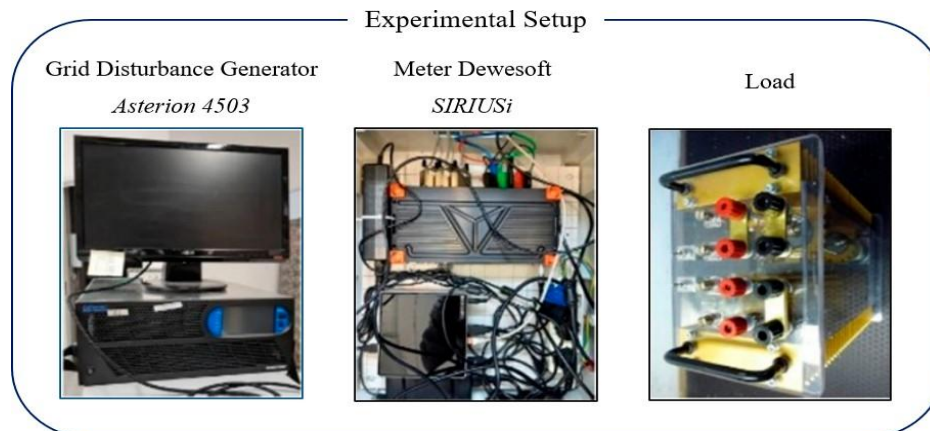 Experimental Setup
Grid Disturbance Generator
Asterion 4503
Meter Dewesoft
SIRIUSi
Load